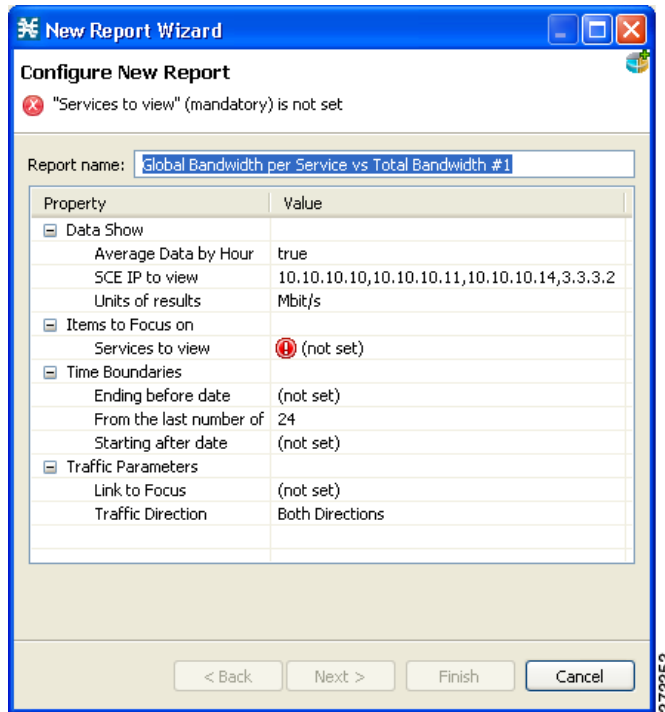 New Report Wizard
Configure New Report
"Services to view" (mandatory) is not set
Report name: Global Bandwidth per Service vs Total Bandwidth #1
Property Value
Data Show
Average Data by Hour true
SCE IP to view 10.10.10.10,10.10.10.11,10.10.10.14,3.3.3.2
Units of results Mbit/s
Items to Focus on
Services to view (not set)
Time Boundaries
Ending before date (not set)
From the last number of 24
Starting after date (not set)
Traffic Parameters
Link to Focus (not set)
Traffic Direction Both Directions
< Back Next > Finish Cancel